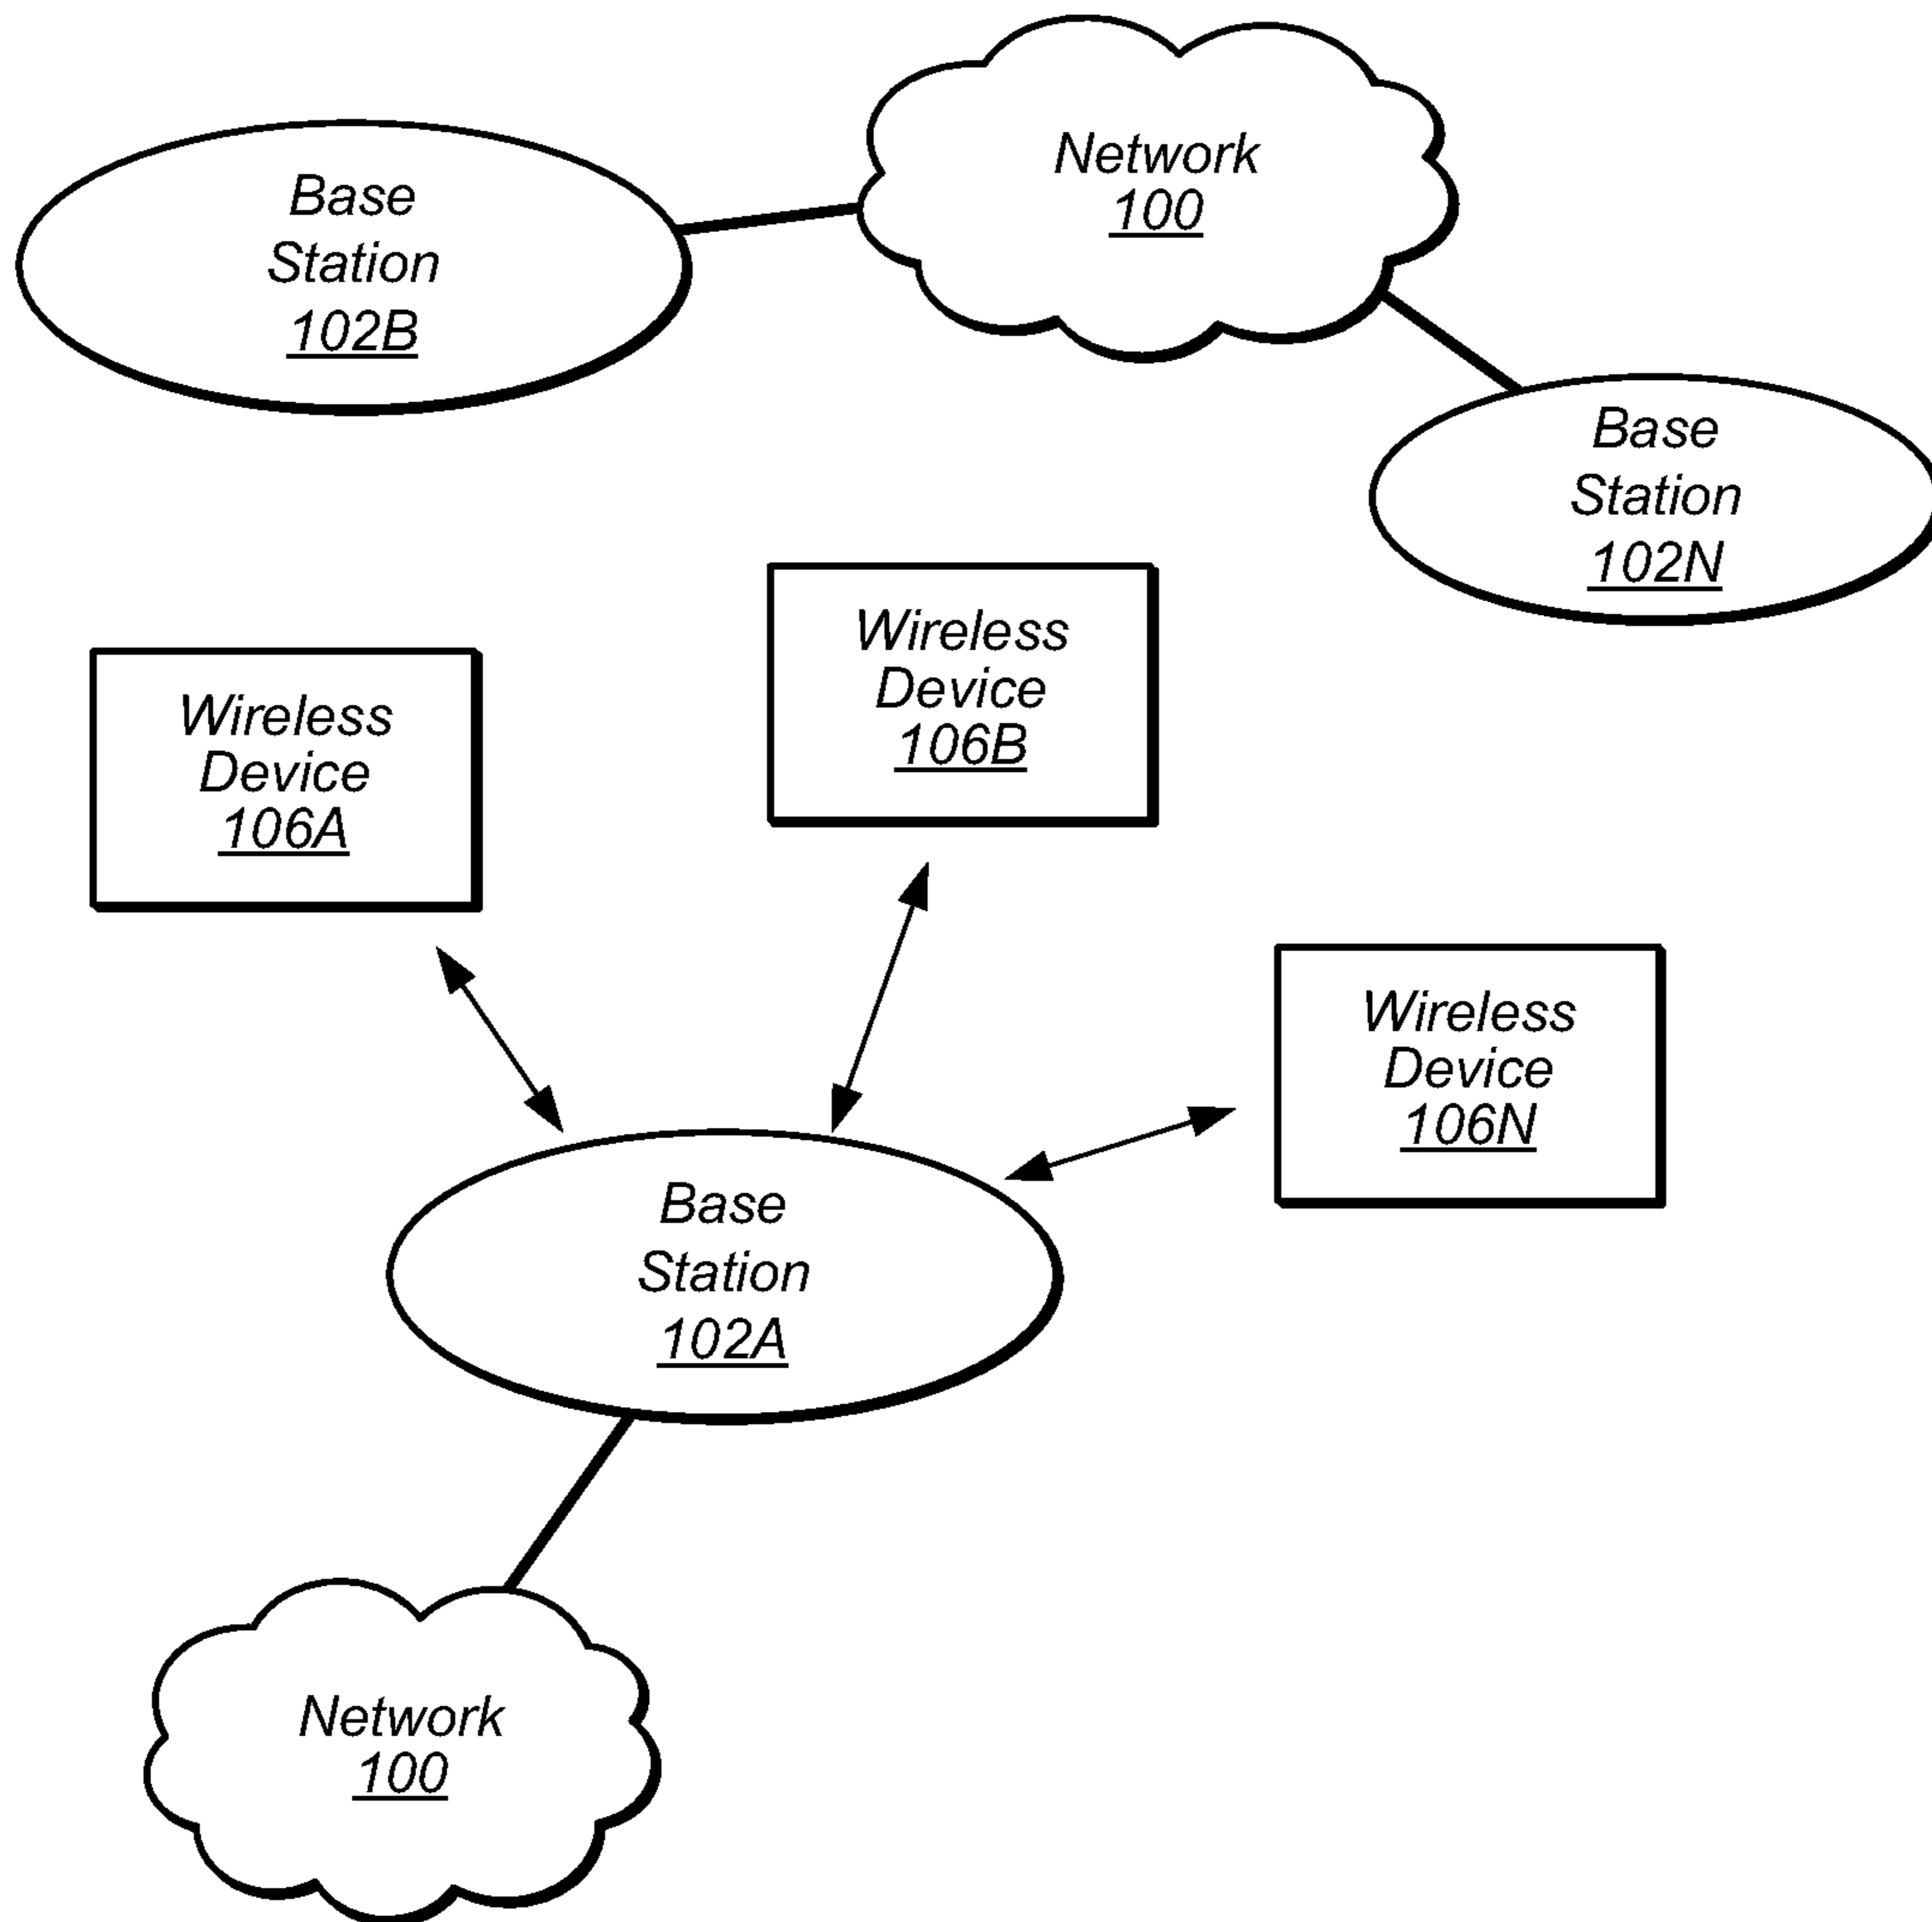 Network
100
Base
Station
102B
Base
Station
102N
Wireless
Device
106B
Wireless
Device
106A
Wireless
Device
106N
Base
Station
102A
Network
100